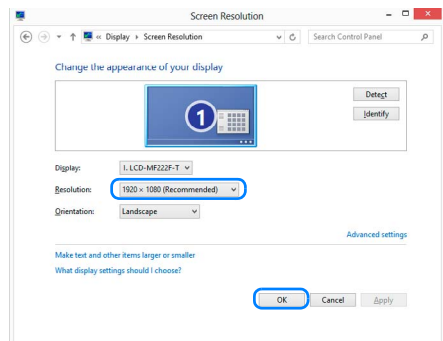 Screen Resolution
« Display › Screen Resolution
Search Control Panel
Change the appearance of your display
1
Detect
Identify
Display: 1. LCD-MF222F-T
Resolution: 1920 × 1080 (Recommended)
Orientation: Landscape
Advanced settings
Make text and other items larger or smaller
What display settings should I choose?
OK Cancel Apply